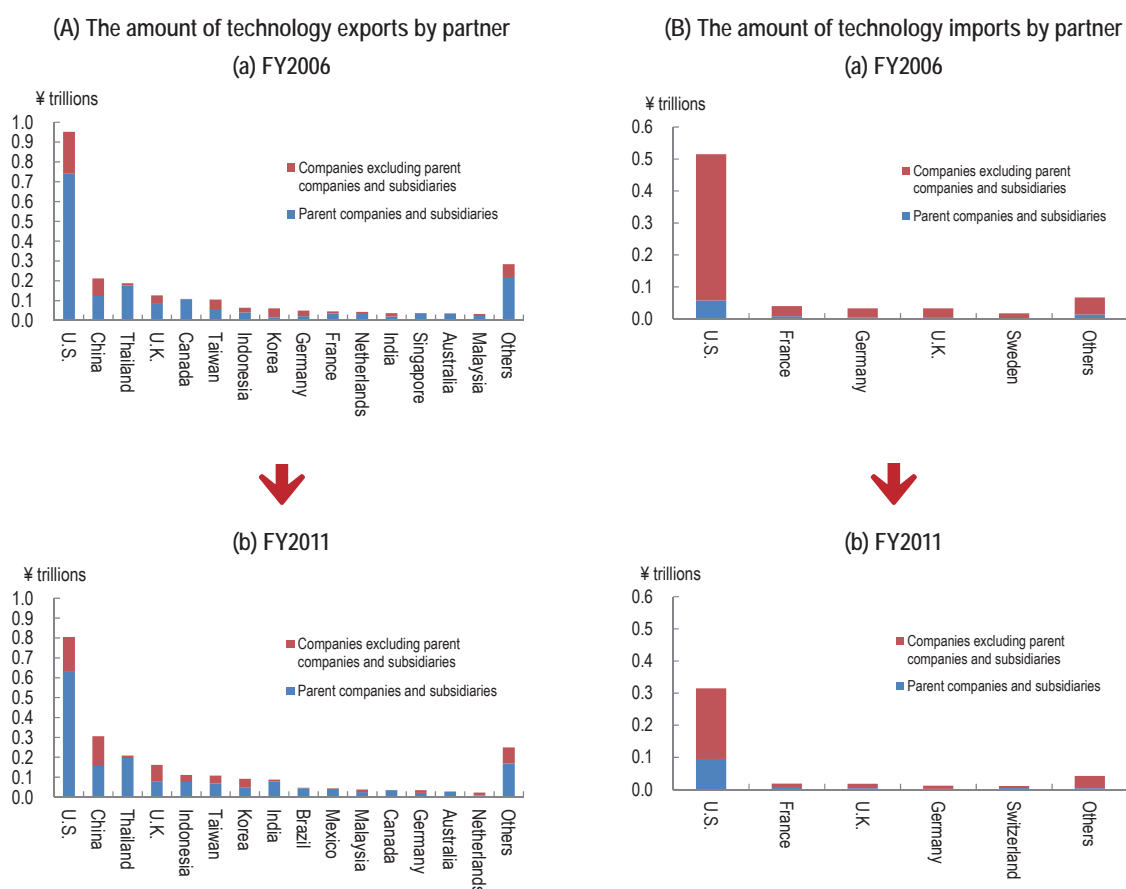 (A) The amount of technology exports by partner
(a) FY2006
¥ trillions
1.0
0.9
0.8
0.7
0.6
0.5
0.4
0.3
0.2
0.1
0.0
Companies excluding parent
companies and subsidiaries
Parent companies and subsidiaries
U.S.
China
Thailand
U.K.
Canada
Taiwan
Indonesia
Korea
Germany
France
Netherlands
India
Singapore
Australia
Malaysia
Others
(b) FY2011
¥ trillions
1.0
0.9
0.8
0.7
0.6
0.5
0.4
0.3
0.2
0.1
0.0
Companies excluding parent
companies and subsidiaries
Parent companies and subsidiaries
U.S.
China
Thailand
U.K.
Indonesia
Taiwan
Korea
India
Brazil
Mexico
Malaysia
Canada
Germany
Australia
Netherlands
Others
(B) The amount of technology imports by partner
(a) FY2006
¥ trillions
0.6
0.5
0.4
0.3
0.2
0.1
0.0
Companies excluding parent
companies and subsidiaries
Parent companies and subsidiaries
U.S.
France
Germany
U.K.
Sweden
Others
(b) FY2011
¥ trillions
0.6
0.5
0.4
0.3
0.2
0.1
0.0
Companies excluding parent
companies and subsidiaries
Parent companies and subsidiaries
U.S.
France
U.K.
Germany
Switzerland
Others